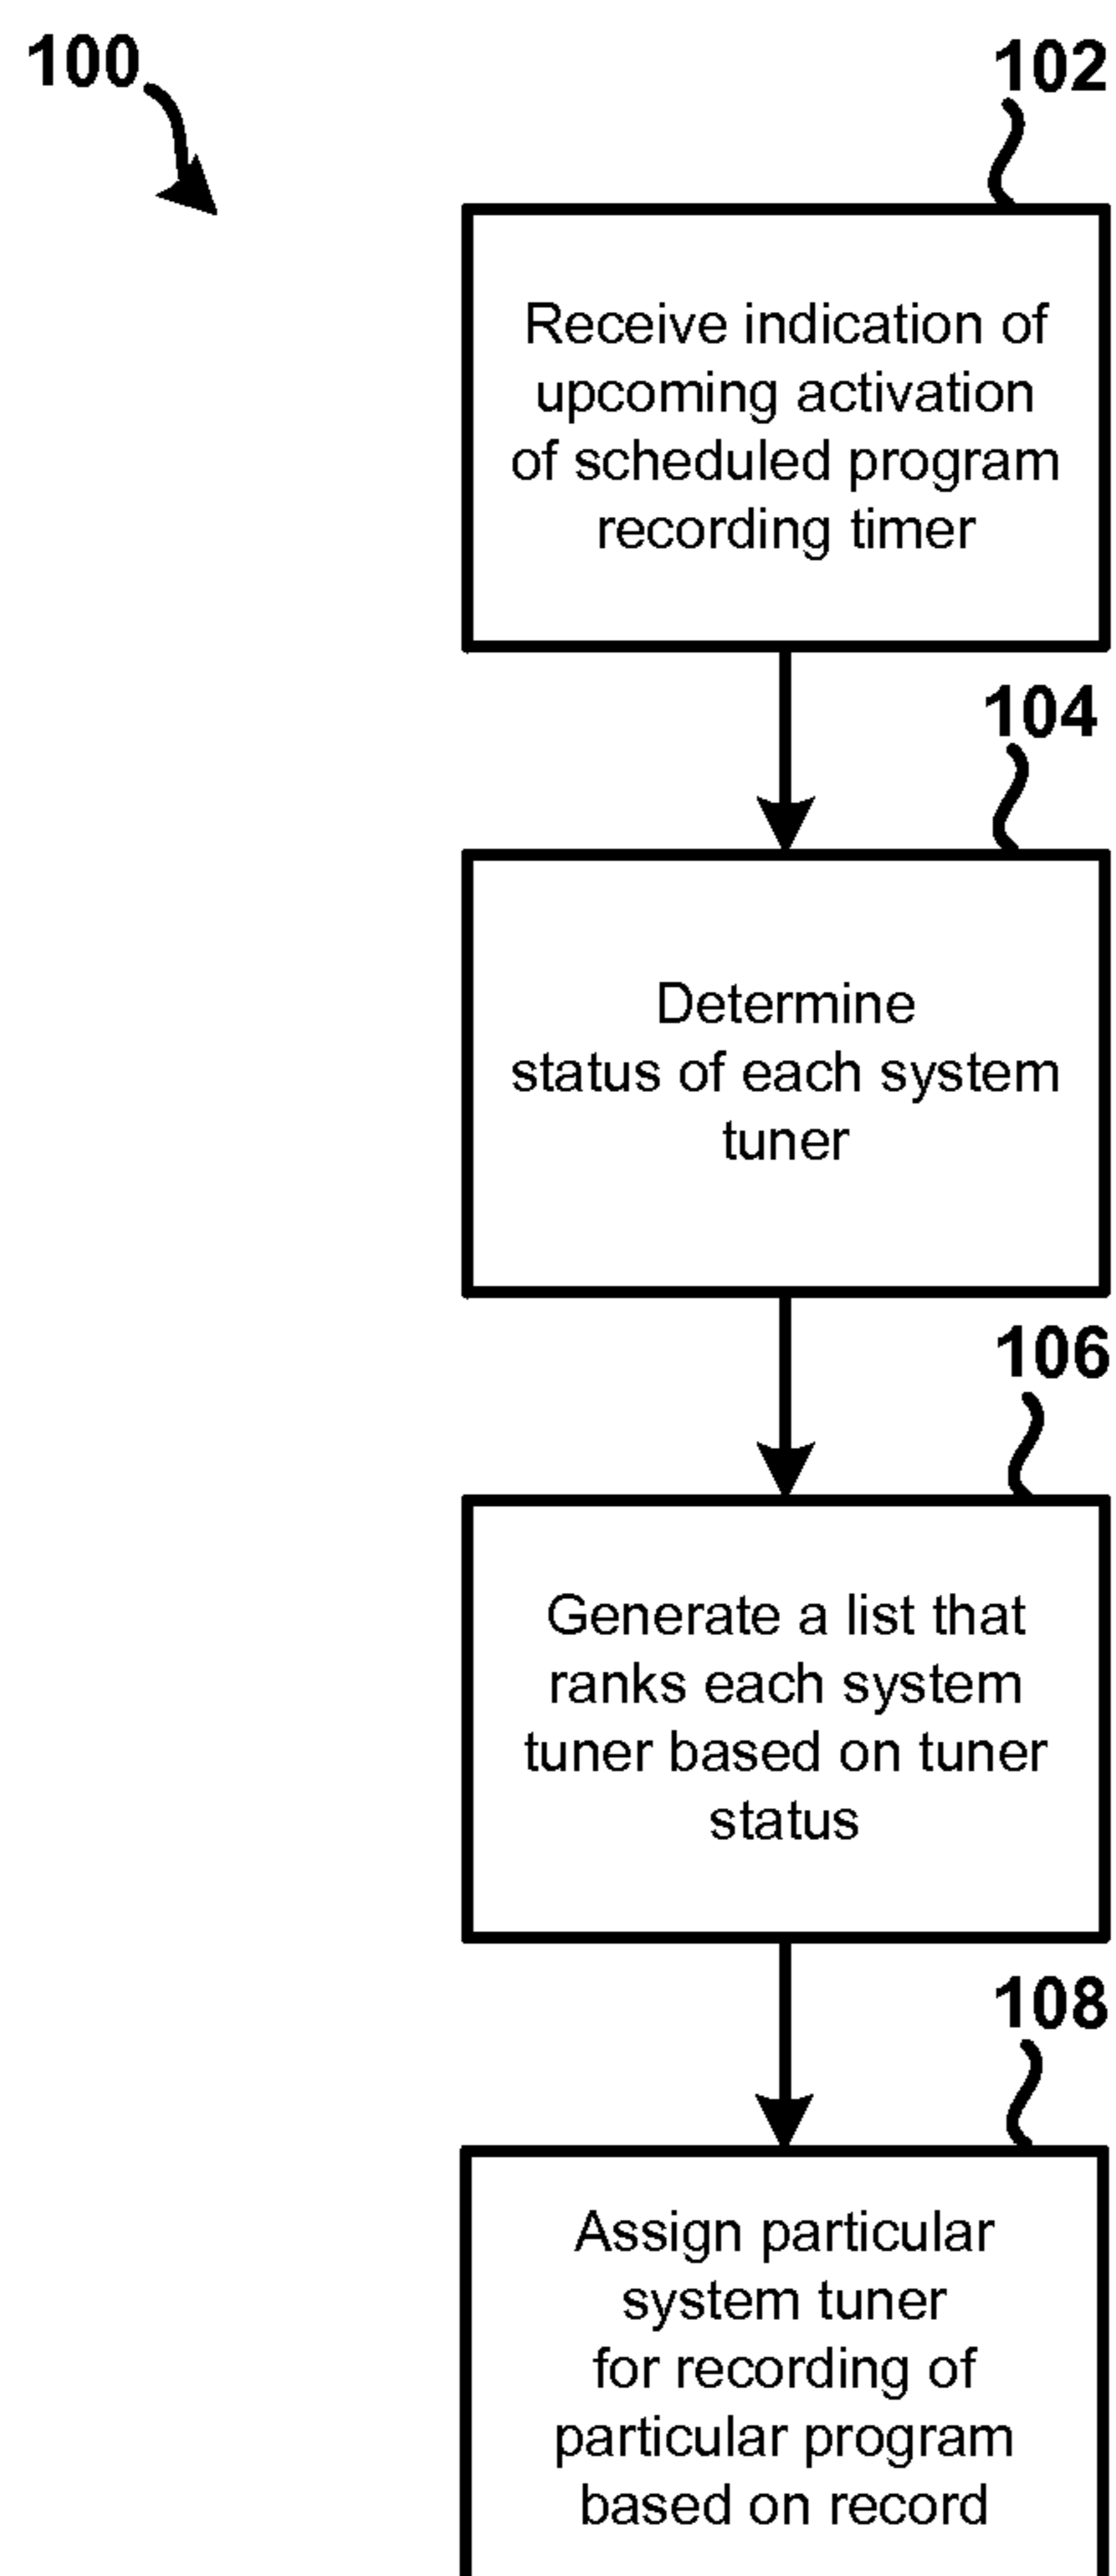 100
102
Receive indication of
upcoming activation
of scheduled program
recording timer
104
Determine
status of each system
tuner
106
Generate a list that
ranks each system
tuner based on tuner
status
108
Assign particular
system tuner
for recording of
particular program
based on record